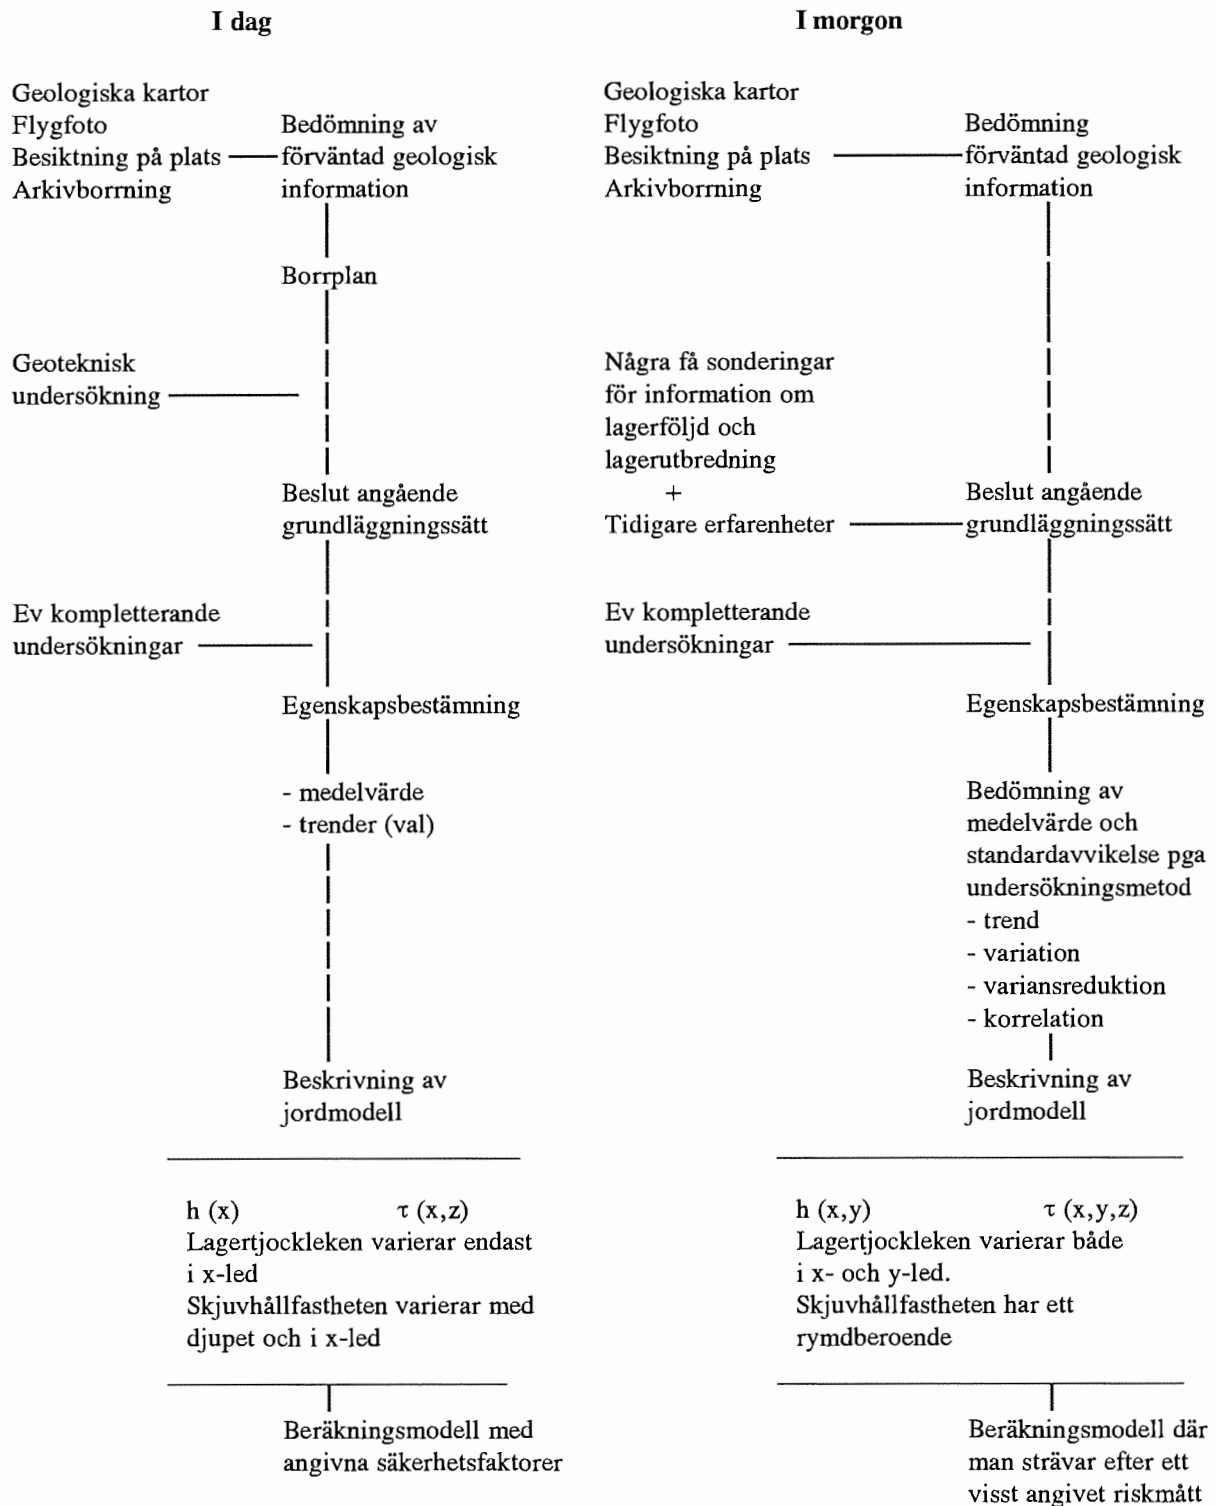 I dag
Geologiska kartor
Flygfoto
Besiktning på plats
Arkivborrning
Bedömning av
förväntad geologisk
information
Borrplan
Geoteknisk
undersökning
Beslut angående
grundläggningssätt
Ev kompletterande
undersökningar
Egenskapsbestämning
- medelvärde
- trender (val)
Beskrivning av
jordmodell
h (x) τ (x,z)
Lagertjockleken varierar endast
i x-led
Skjuvhållfastheten varierar med
djupet och i x-led
Beräkningsmodell med
angivna säkerhetsfaktorer
I morgon
Geologiska kartor
Flygfoto
Besiktning på plats
Arkivborrning
Bedömning
förväntad geologisk
information
Några få sonderingar
för information om
lagerföljd och
lagerutbredning
+
Tidigare erfarenheter
Beslut angående
grundläggningssätt
Ev kompletterande
undersökningar
Egenskapsbestämning
Bedömning av
medelvärde och
standardavvikelse pga
undersökningsmetod
- trend
- variation
- variansreduktion
- korrelation
Beskrivning av
jordmodell
h (x,y) τ (x,y,z)
Lagertjockleken varierar både
i x- och y-led.
Skjuvhållfastheten har ett
rymdberoende
Beräkningsmodell där
man strävar efter ett
visst angivet riskmått